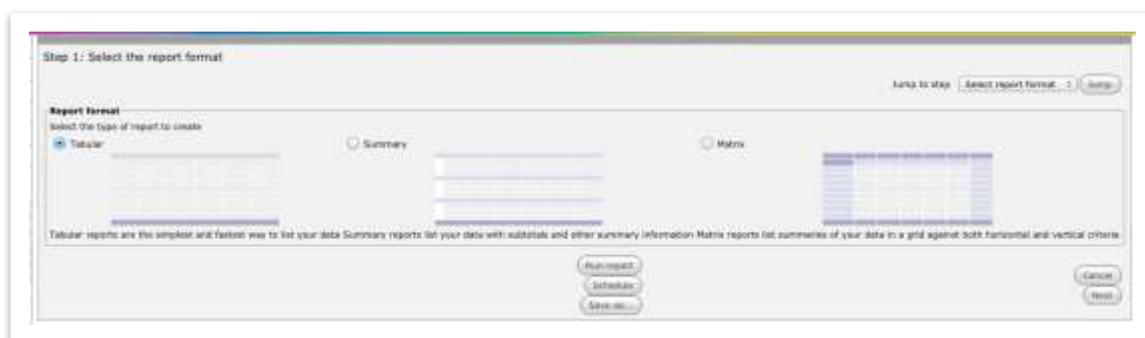 Step 1: Select the report format
Jump to step Select report format Jump
Report format
Select the type of report to create
Tabular Summary Matrix
Tabular reports are the simplest and fastest way to list your data Summary reports list your data with subtotals and other summary information Matrix reports list summaries of your data in a grid against both horizontal and vertical criteria
Run report
Schedule
Save as...
Cancel
Next